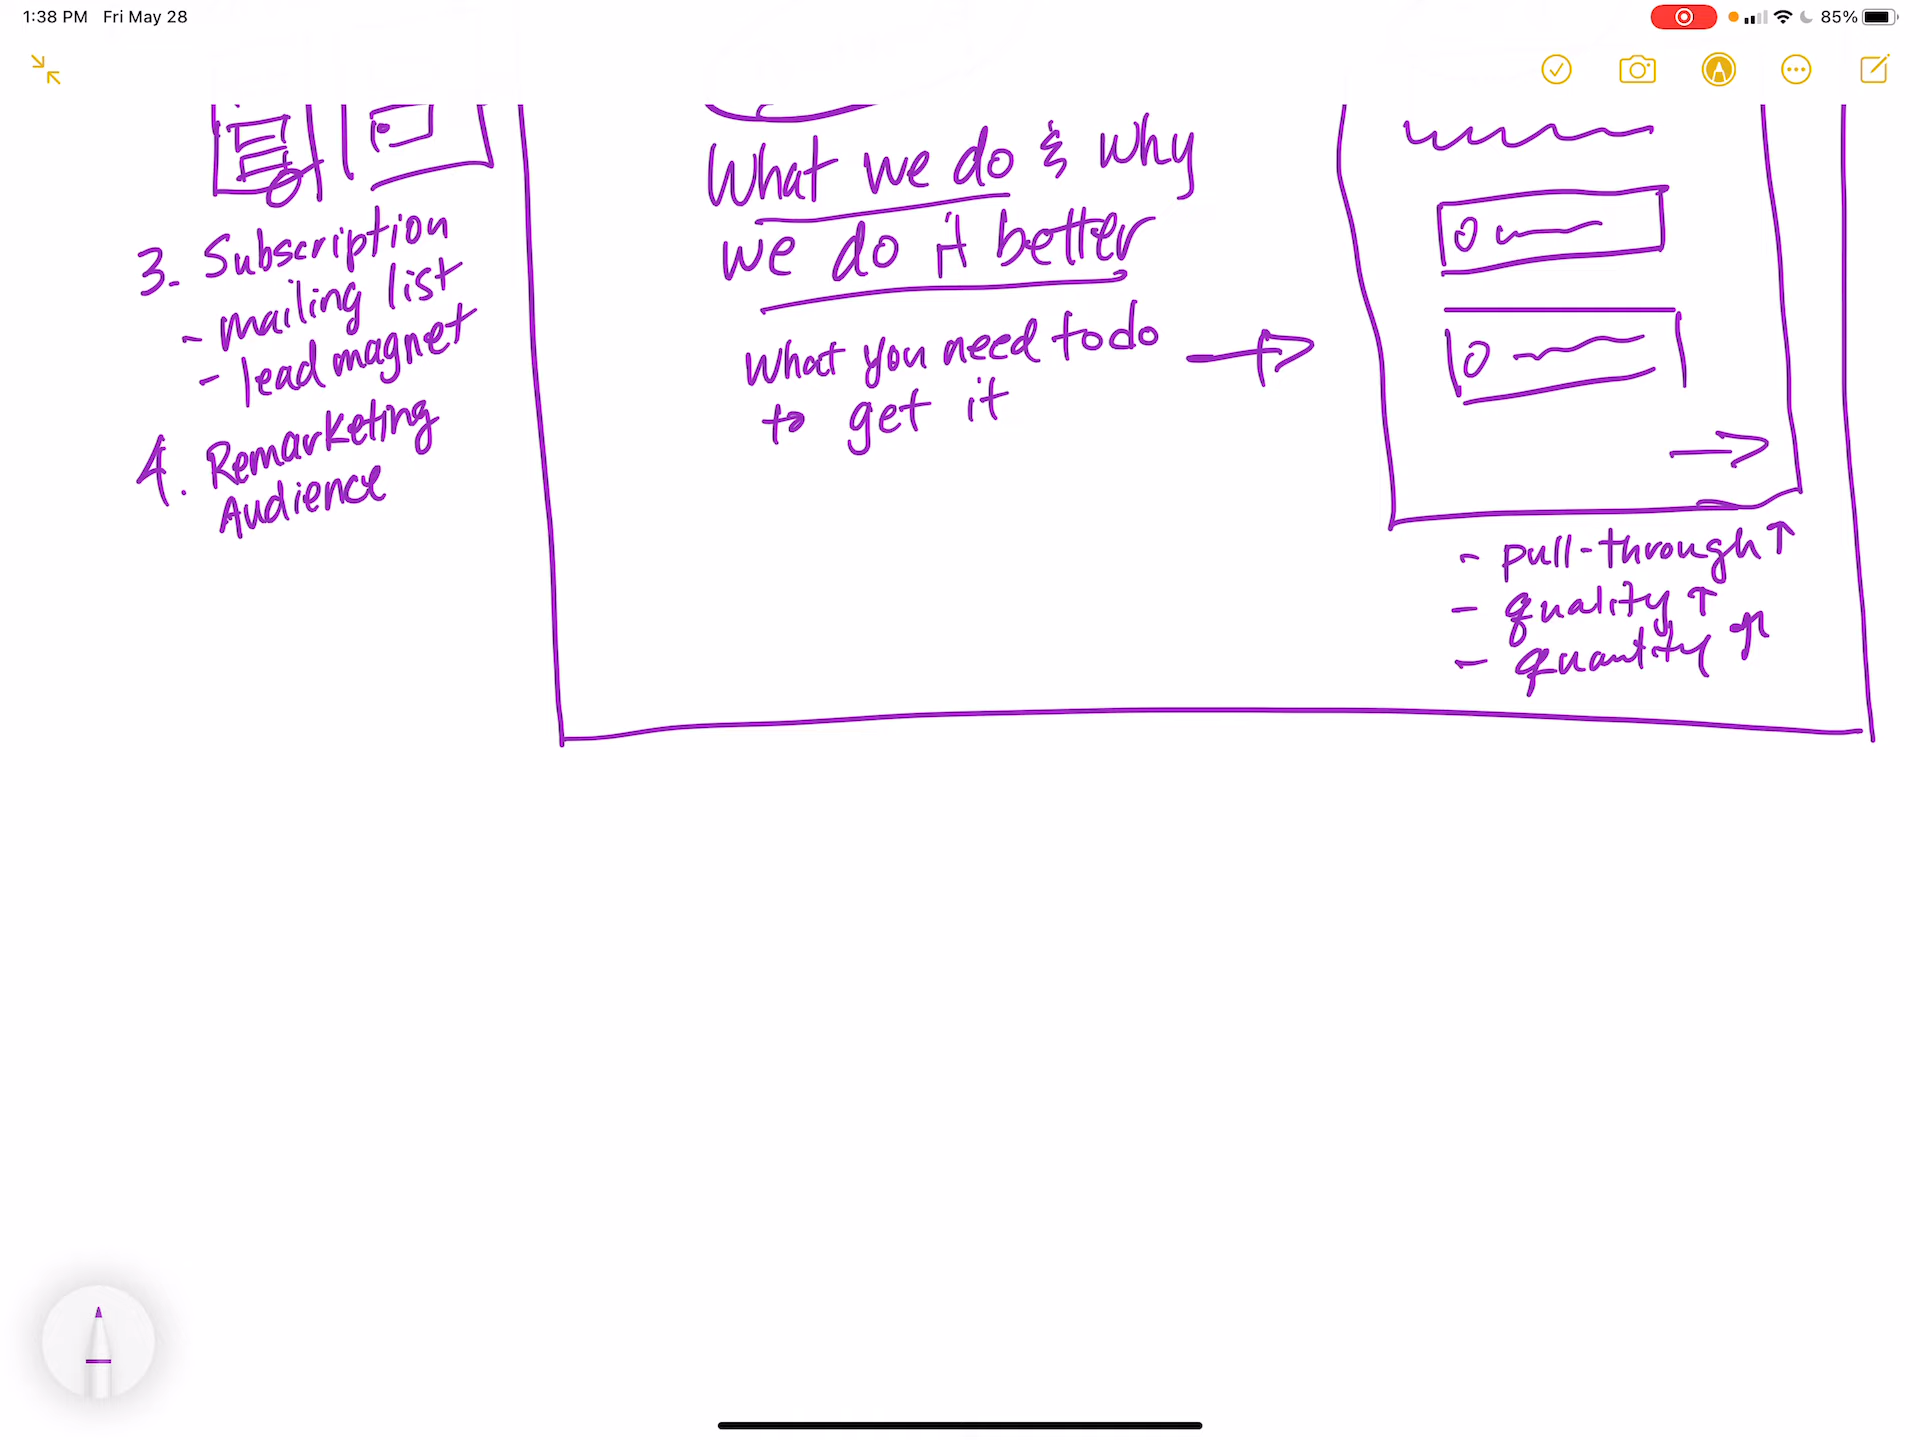 1:38 PM Fri May 28
85%
What we do & why
we do it better
What you need to do
to get it
3. Subscription
- mailing list
- lead magnet
4. Remarketing
Audience
- pull-through ↑
- quality ↑
- quantity ↑